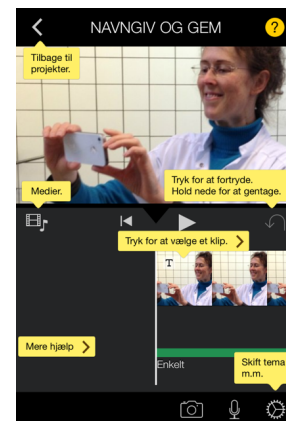 NAVNGIV OG GEM
?
Tilbage til
projekter.
Medier.
Tryk for at fortryde.
Hold nede for at gentage.
Tryk for at vælge et klip.
T
Mere hjælp
Enkelt
Skift tema
m.m.